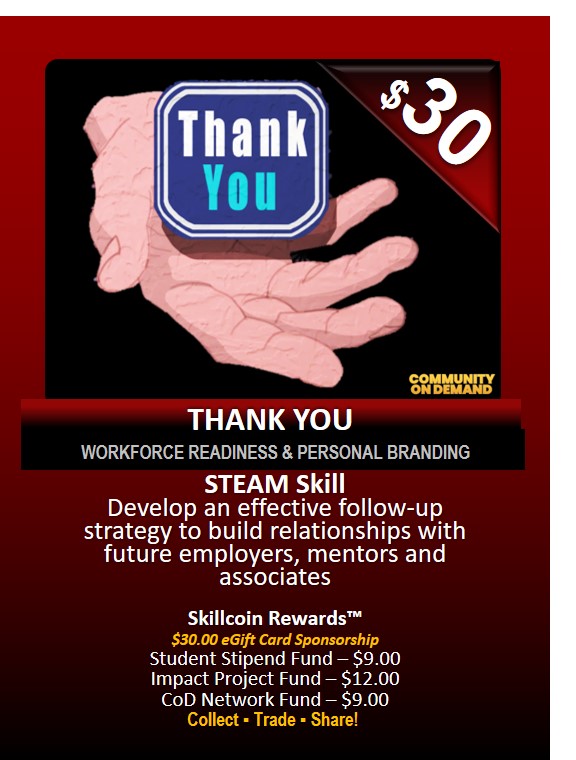 $30
Thank
You
COMMUNITY
ON DEMAND
THANK YOU
WORKFORCE READINESS & PERSONAL BRANDING
STEAM Skill
Develop an effective follow-up
strategy to build relationships with
future employers, mentors and
associates
Skillcoin Rewards™
$30.00 eGift Card Sponsorship
Student Stipend Fund – $9.00
Impact Project Fund – $12.00
CoD Network Fund – $9.00
Collect ▪ Trade ▪ Share!